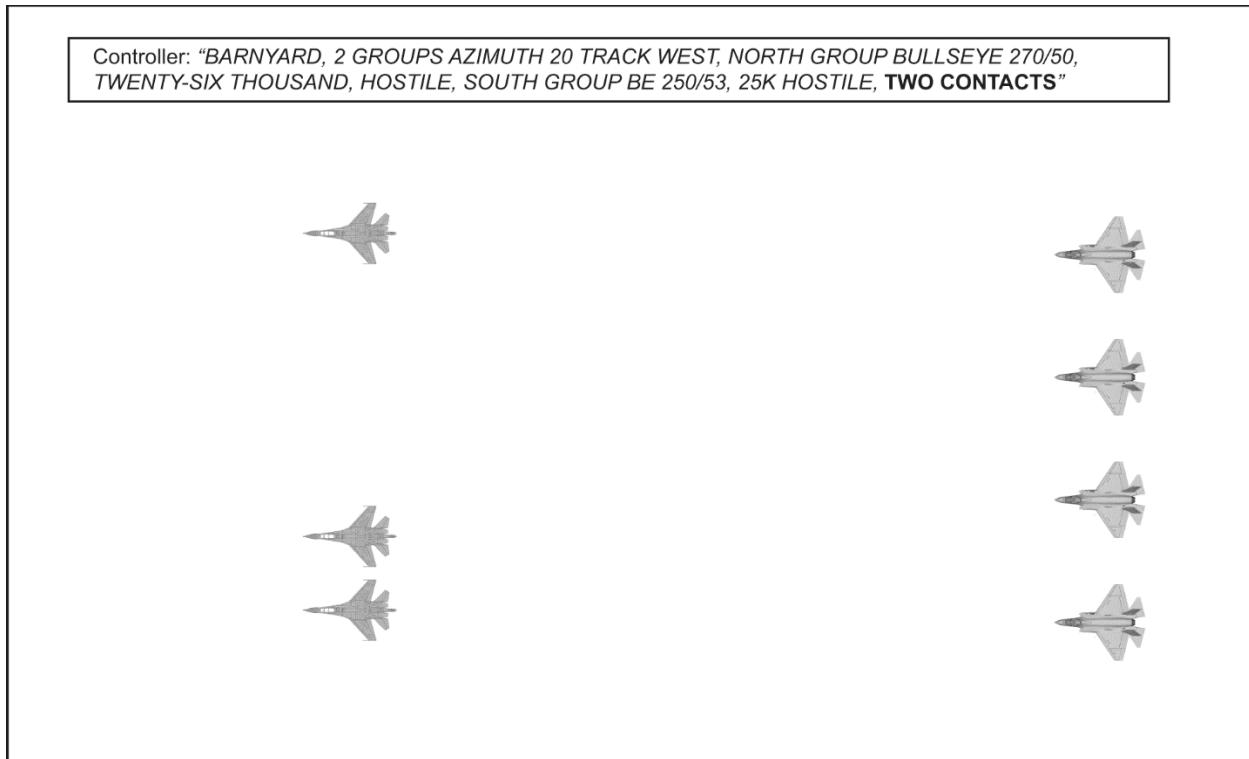 Controller: “BARNYARD, 2 GROUPS AZIMUTH 20 TRACK WEST, NORTH GROUP BULLSEYE 270/50,
TWENTY-SIX THOUSAND, HOSTILE, SOUTH GROUP BE 250/53, 25K HOSTILE, TWO CONTACTS”